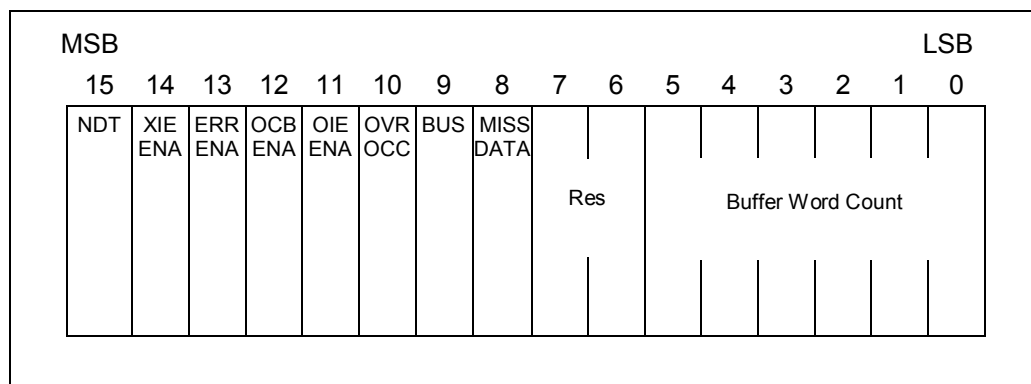 MSB LSB
15 14 13 12 11 10 9 8 7 6 5 4 3 2 1 0
NDT XIE ERR OCB OIE OVR BUS MISS
ENA ENA ENA ENA OCC DATA
Res Buffer Word Count